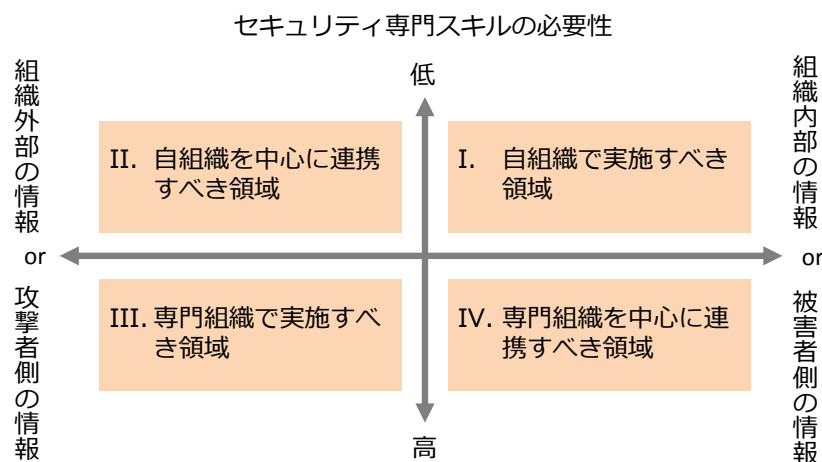 セキュリティ専門スキルの必要性
低
組織外部の情報
or
攻撃者側の情報
II. 自組織を中心に連携
すべき領域
I. 自組織で実施すべき
領域
III. 専門組織で実施すべ
き領域
IV. 専門組織を中心に連
携すべき領域
組織内部の情報
or
被害者側の情報
高